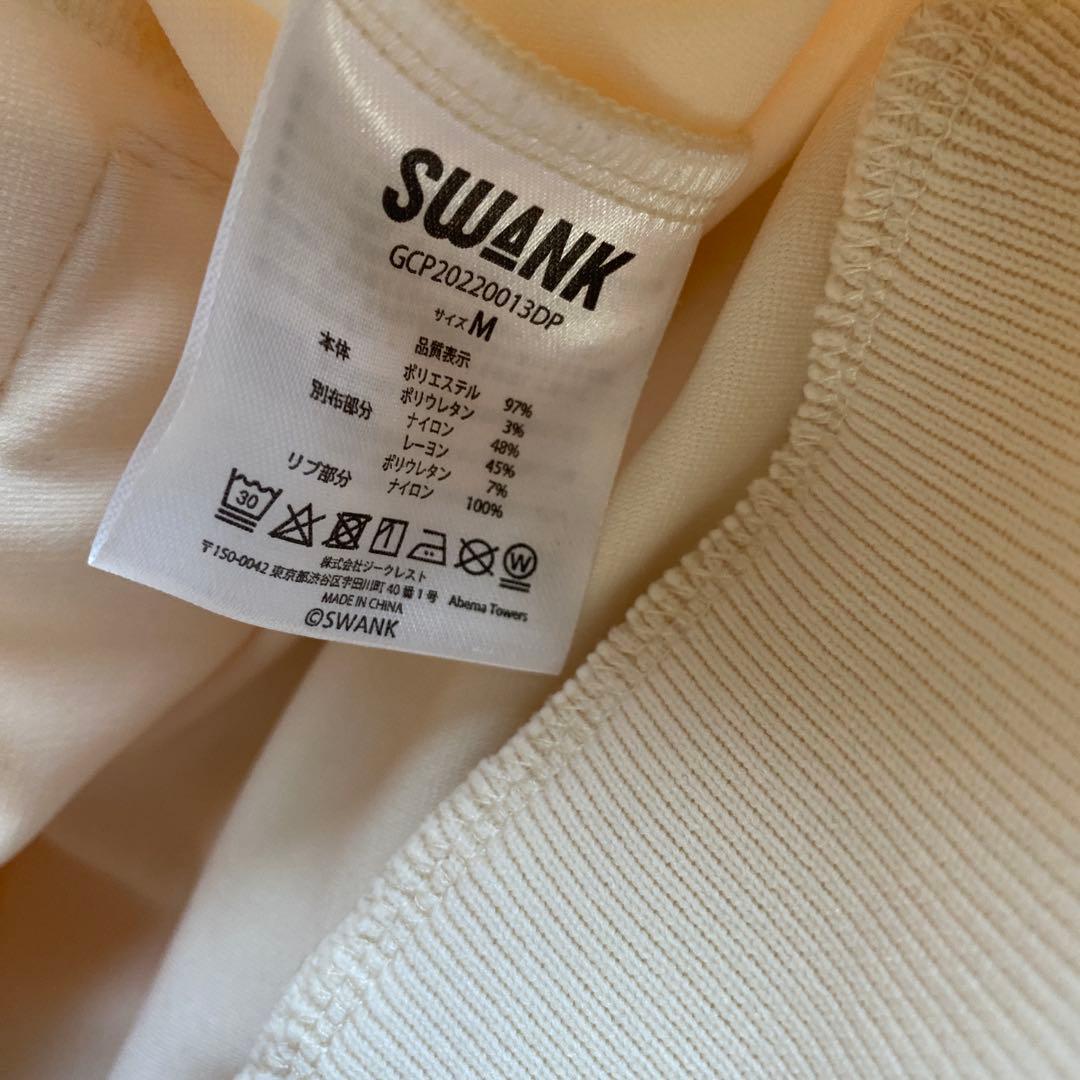 SWANK
GCP20220013DP
サイズ M
品質表示
本体 ポリエステル 97%
ポリウレタン 3%
別布部分 ナイロン 48%
レーヨン 45%
ポリウレタン 7%
リブ部分 ナイロン 100%
30 W
株式会社ジークレスト
〒150-0042 東京都渋谷区宇田川町 40 番 1 号 Abema Towers
MADE IN CHINA
©SWANK